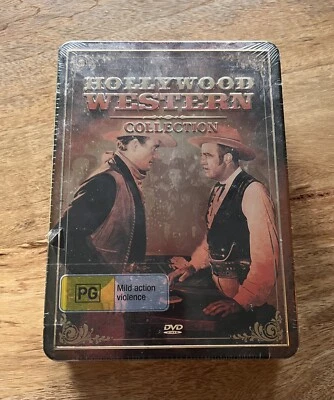 HOLLYWOOD
WESTERN
COLLECTION
PG
Mild action
violence
DVD